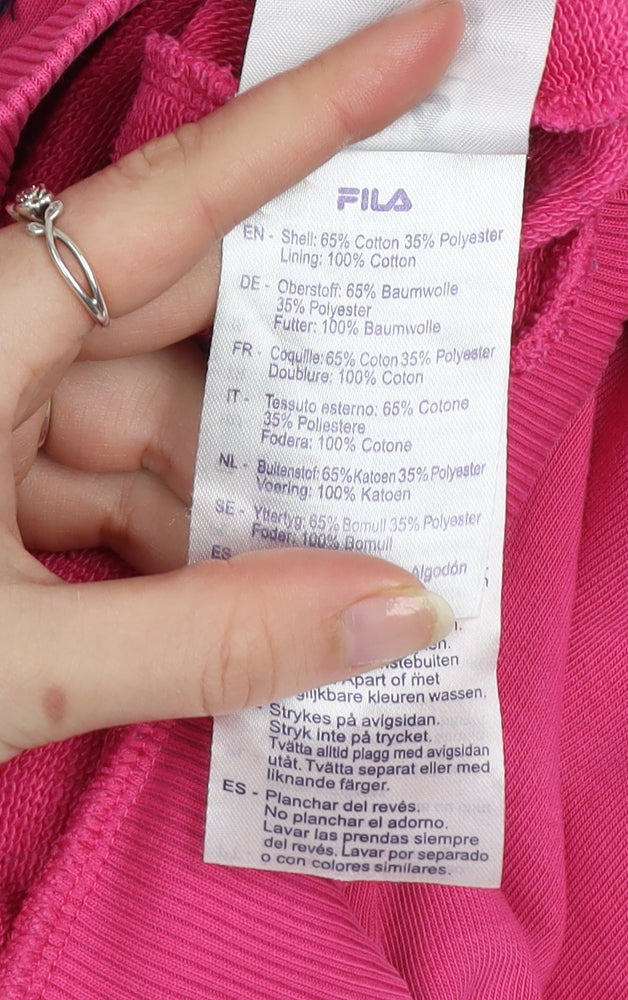 FILA
EN - Shell: 65% Cotton 35% Polyester
Lining: 100% Cotton
DE - Oberstoff: 65% Baumwolle
35% Polyester
Futter: 100% Baumwolle
FR - Coquille: 65% Coton 35% Polyester
Doublure: 100% Coton
IT - Tessuto esterno: 65% Cotone
35% Poliestere
Fodera: 100% Cotone
NL - Buitenstof: 65% Katoen 35% Polyester
Voering: 100% Katoen
SE - Yttertyg: 65% Bomull 35% Polyester
Foder: 100% Bomull
ES
Algodón
Apart of met
kleuren wassen.
- Strykes på avigsidan.
Stryk inte på trycket.
Tvätta alltid plagg med avigsidan
utåt. Tvätta separat eller med
liknande färger.
ES - Planchar del revés.
No planchar el adorno.
Lavar las prendas siempre
del revés. Lavar por separado
o con colores similares.